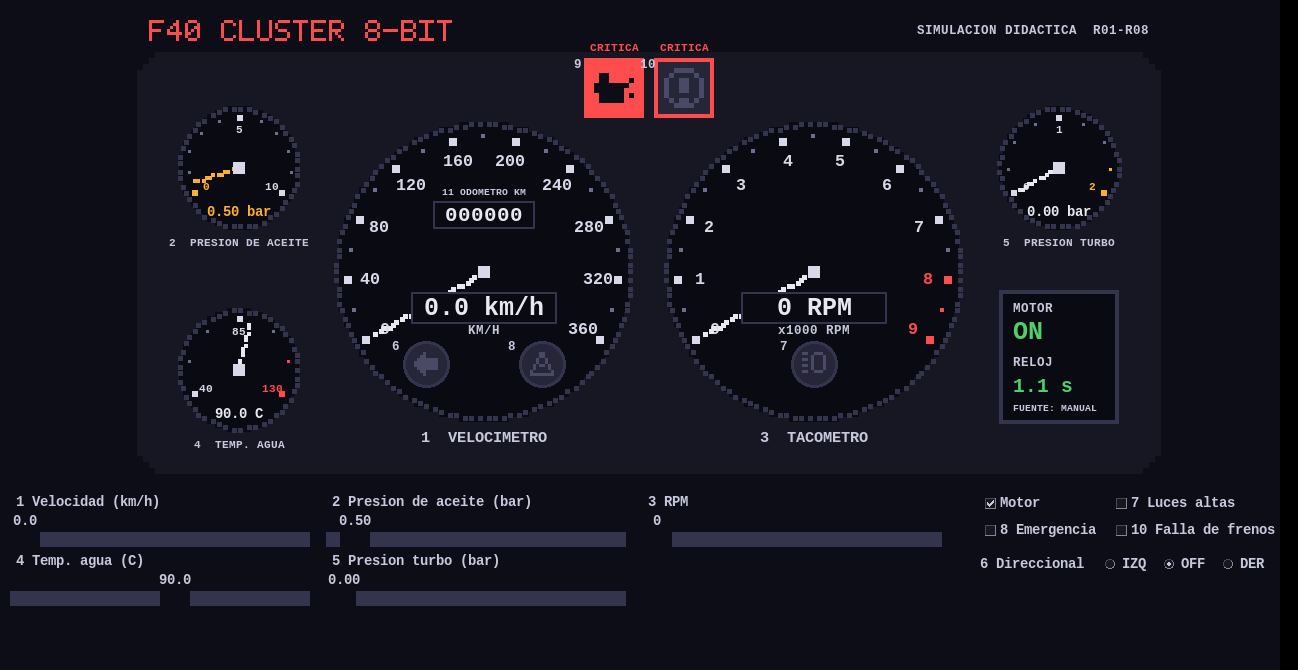 F40 CLUSTER 8-BIT
SIMULACION DIDACTICA R01-R08
CRITICA CRITICA
9 10
5
0 10
0.50 bar
2 PRESION DE ACEITE
85
40 130
90.0 C
4 TEMP. AGUA
0 40 80 120 160 200 240 280 320 360
11 ODOMETRO KM
000000
0.0 km/h
KM/H
6 8
1 VELOCIMETRO
0 1 2 3 4 5 6 7 8 9
0 RPM
x1000 RPM
7
3 TACOMETRO
1
0 2
0.00 bar
5 PRESION TURBO
MOTOR
ON
RELOJ
1.1 s
FUENTE: MANUAL
1 Velocidad (km/h)
0.0
2 Presion de aceite (bar)
0.50
3 RPM
0
4 Temp. agua (C)
90.0
5 Presion turbo (bar)
0.00
Motor
7 Luces altas
8 Emergencia
10 Falla de frenos
6 Direccional IZQ OFF DER